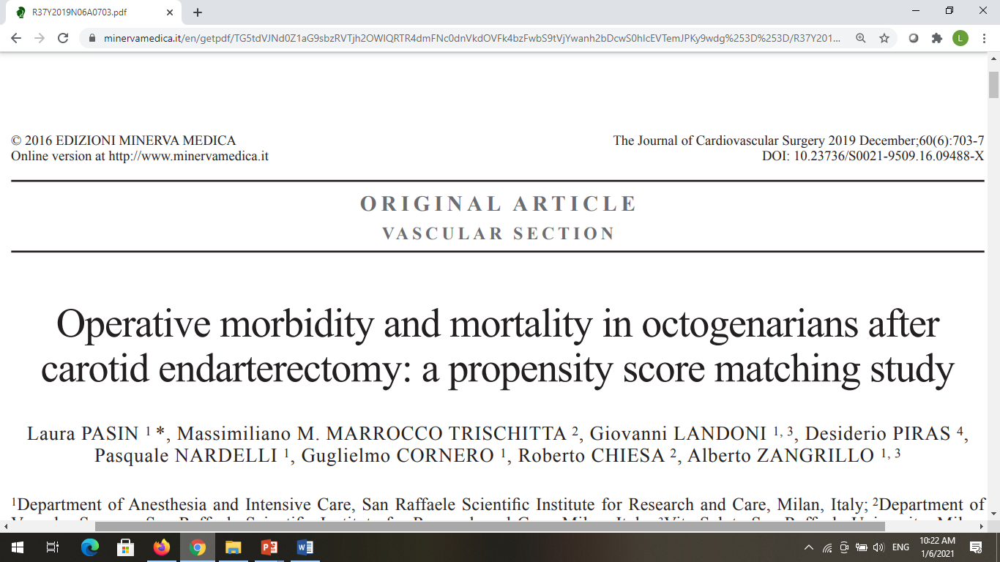 R37Y2019N06A0703.pdf
minervamedica.it/en/getpdf/TG5tdVJNd0Z1aG9sbzRVTjh2OWlQRTR4dmFNc0dnVkdOVFk4bzFwbS9tVjYwanh2bDcwS0hIcEVTemJPKy9wdg%253D%253D/R37Y201...
L
© 2016 EDIZIONI MINERVA MEDICA
Online version at http://www.minervamedica.it
The Journal of Cardiovascular Surgery 2019 December;60(6):703-7
DOI: 10.23736/S0021-9509.16.09488-X
ORIGINAL ARTICLE
VASCULAR SECTION
Operative morbidity and mortality in octogenarians after
carotid endarterectomy: a propensity score matching study
Laura PASIN 1 *, Massimiliano M. MARROCCO TRISCHITTA 2, Giovanni LANDONI 1, 3, Desiderio PIRAS 4,
Pasquale NARDELLI 1, Guglielmo CORNERO 1, Roberto CHIESA 2, Alberto ZANGRILLO 1, 3
1Department of Anesthesia and Intensive Care, San Raffaele Scientific Institute for Research and Care, Milan, Italy; 2Department of
ENG
10:22 AM
1/6/2021